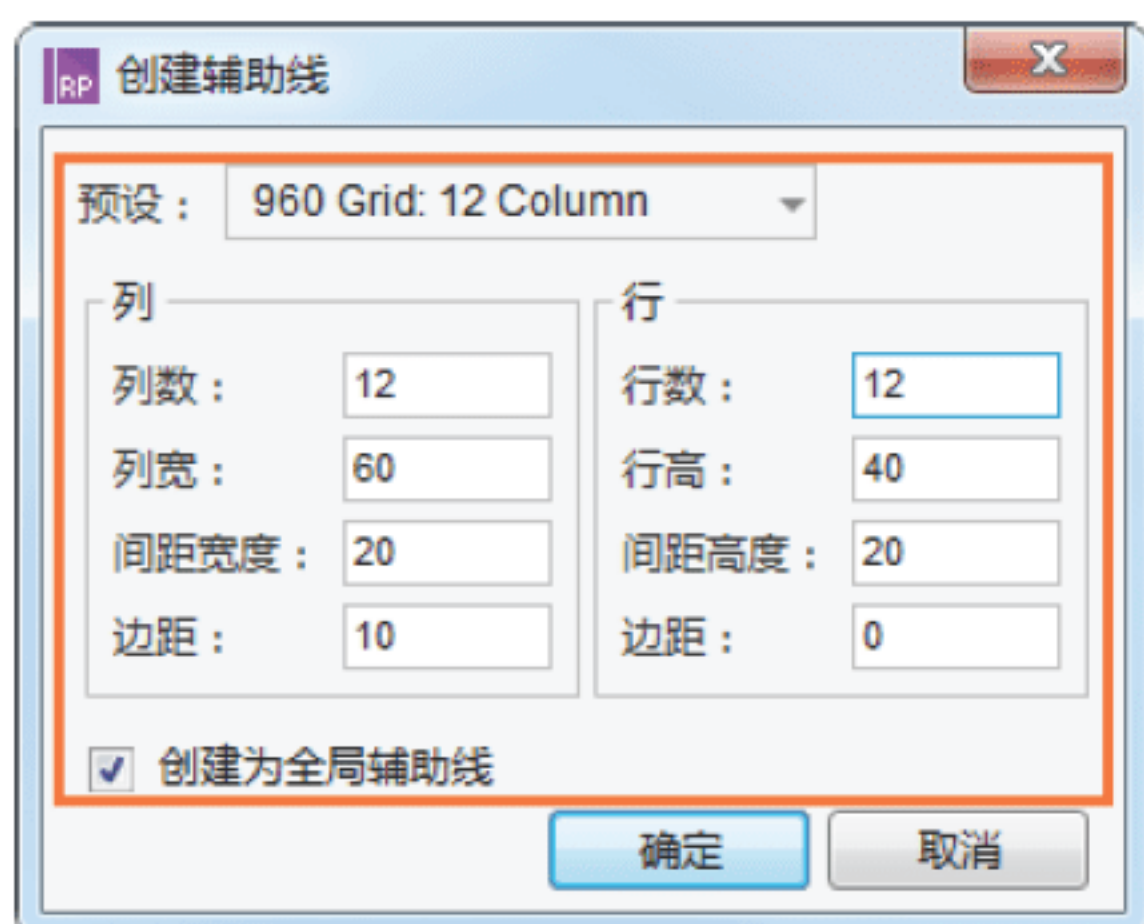 RP 创建辅助线
预设： 960 Grid: 12 Column
列
列数： 12
列宽： 60
间距宽度： 20
边距： 10
行
行数： 12
行高： 40
间距高度： 20
边距： 0
创建为全局辅助线
确定 取消